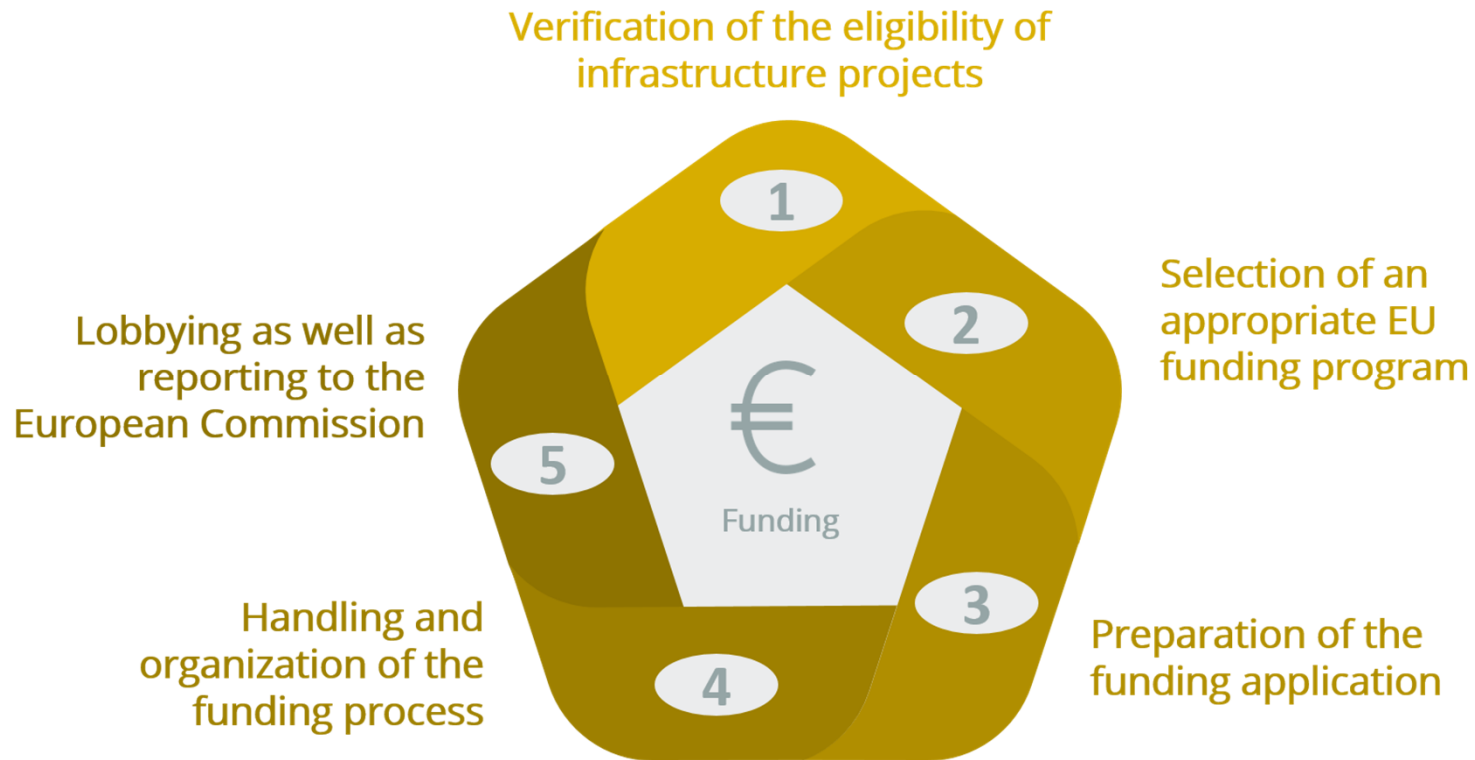 Verification of the eligibility of
infrastructure projects
1
2
Selection of an
appropriate EU
funding program
3
Preparation of the
funding application
4
Handling and
organization of the
funding process
5
Lobbying as well as
reporting to the
European Commission
€
Funding